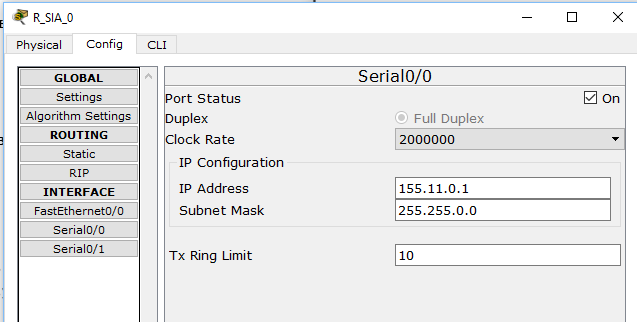 R_SIA_0
Physical Config CLI
GLOBAL
Settings
Algorithm Settings
ROUTING
Static
RIP
INTERFACE
FastEthernet0/0
Serial0/0
Serial0/1
Serial0/0
Port Status On
Duplex Full Duplex
Clock Rate 2000000
IP Configuration
IP Address 155.11.0.1
Subnet Mask 255.255.0.0
Tx Ring Limit 10